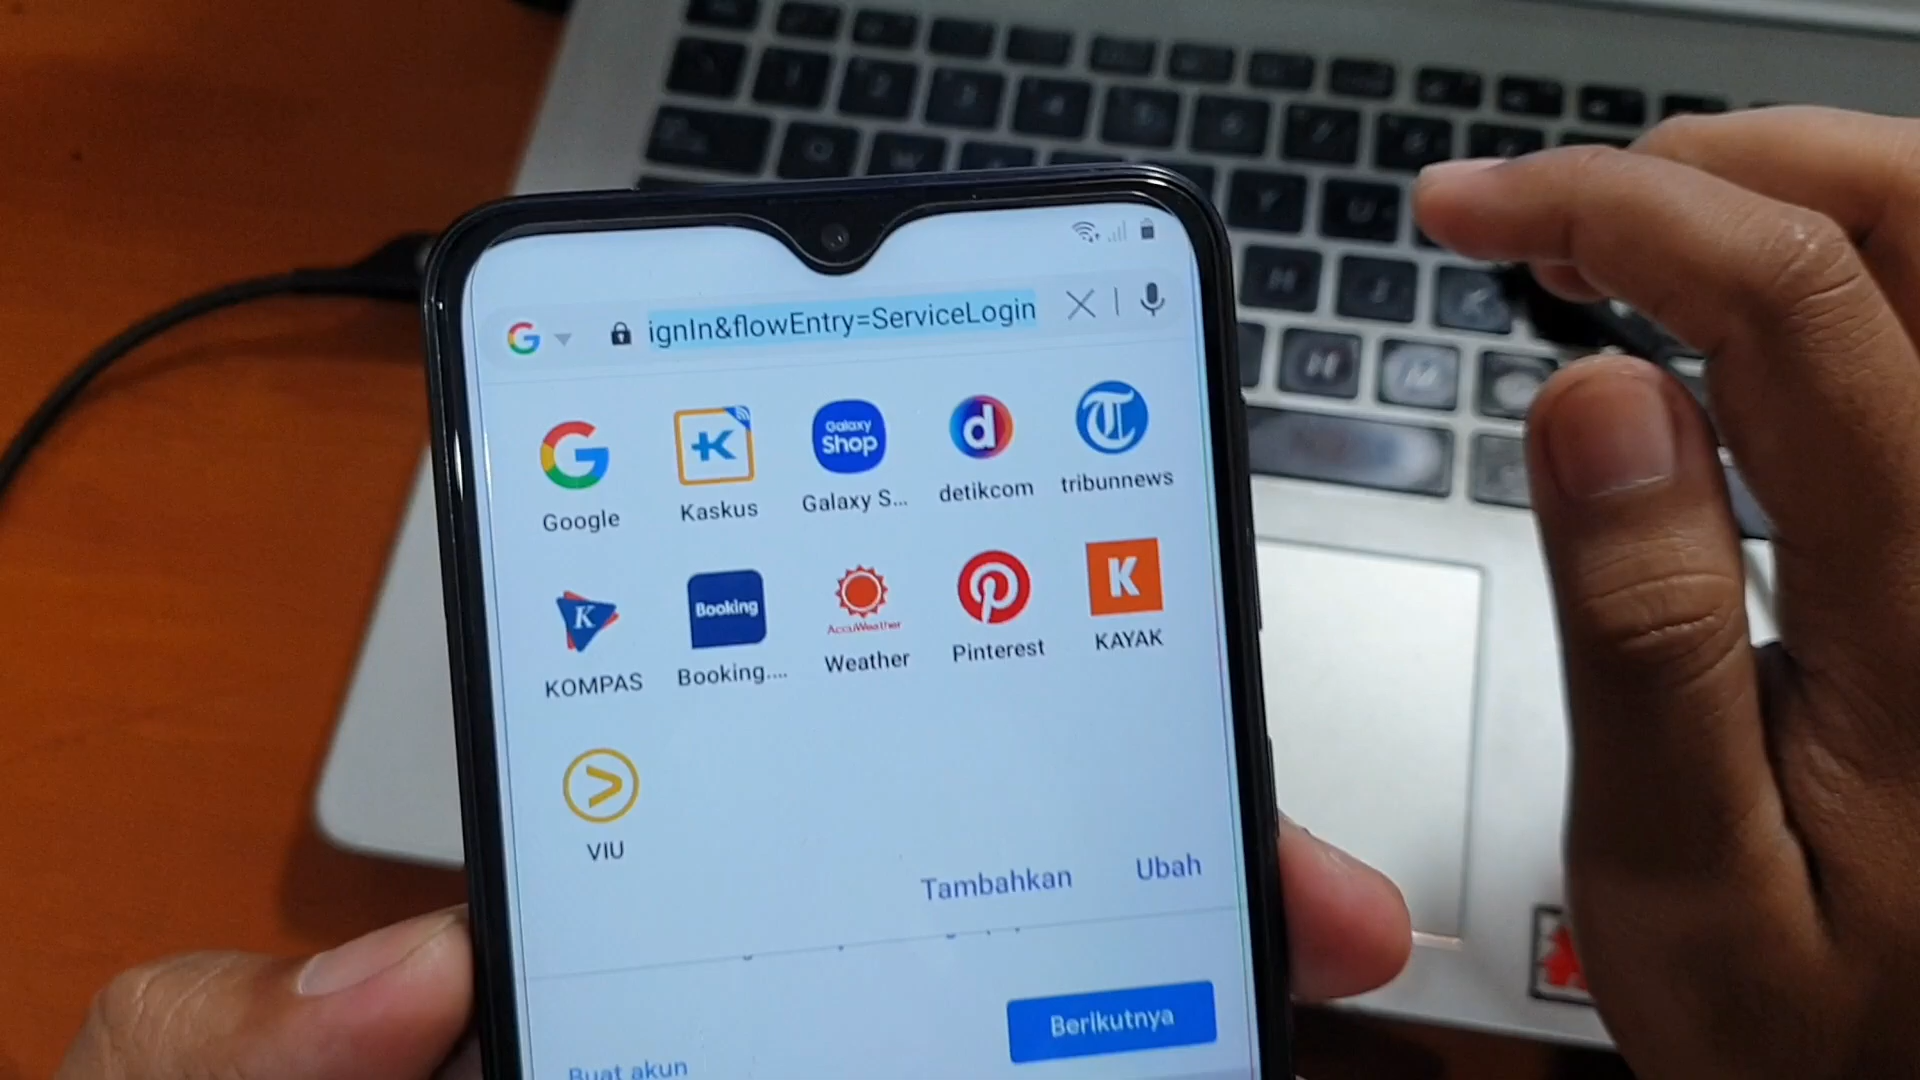 ignIn&flowEntry=ServiceLogin
Galaxy
Shop
d
T
Google
Kaskus
Galaxy S...
detikcom
tribunnews
K
Booking
AccuWeather
K
KOMPAS
Booking....
Weather
Pinterest
KAYAK
VIU
Tambahkan
Ubah
Berikutnya
Buat akun